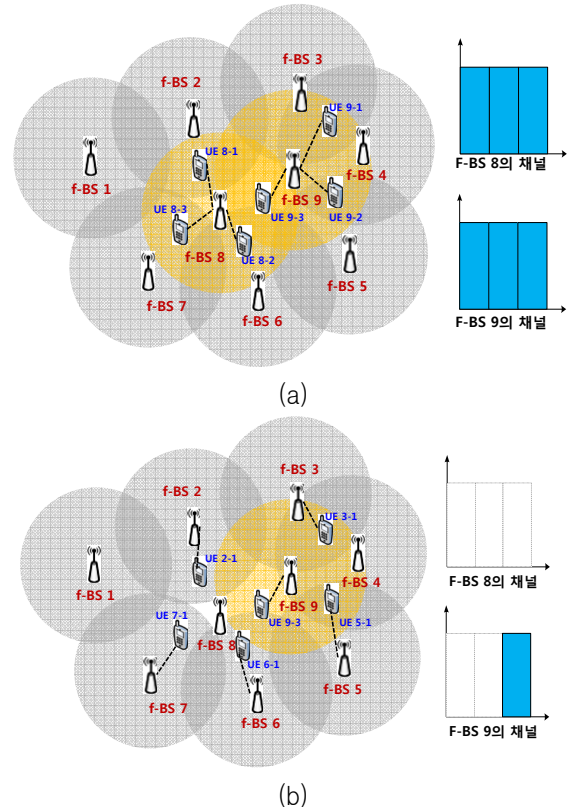 f-BS 3
f-BS 2
UE 9-1
UE 8-1
f-BS 4
f-BS 1
f-BS 9
UE 8-3
UE 9-3
UE 9-2
f-BS 8
UE 8-2
f-BS 5
f-BS 7
f-BS 6
F-BS 8의 채널
F-BS 9의 채널
(a)
f-BS 3
f-BS 2
UE 3-1
UE 2-1
f-BS 4
f-BS 1
f-BS 9
UE 7-1
UE 9-3
UE 5-1
f-BS 8
UE 6-1
f-BS 5
f-BS 7
f-BS 6
F-BS 8의 채널
F-BS 9의 채널
(b)